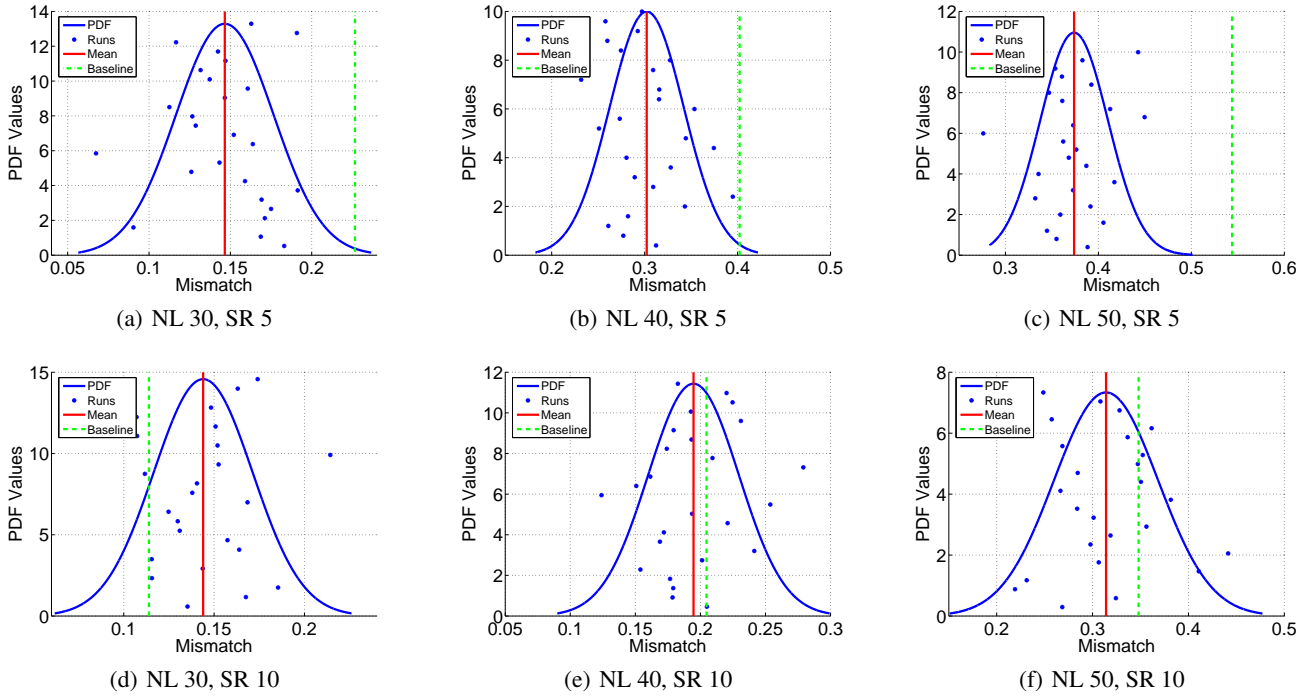 14
12
10
8
6
4
2
0
PDF Values
PDF
Runs
Mean
Baseline
0.05 0.1 0.15 0.2
Mismatch
(a) NL 30, SR 5
10
8
6
4
2
0
PDF Values
PDF
Runs
Mean
Baseline
0.2 0.3 0.4 0.5
Mismatch
(b) NL 40, SR 5
12
10
8
6
4
2
0
PDF Values
PDF
Runs
Mean
Baseline
0.3 0.4 0.5 0.6
Mismatch
(c) NL 50, SR 5
15
10
5
0
PDF Values
PDF
Runs
Mean
Baseline
0.1 0.15 0.2
Mismatch
(d) NL 30, SR 10
12
10
8
6
4
2
0
PDF Values
PDF
Runs
Mean
Baseline
0.05 0.1 0.15 0.2 0.25 0.3
Mismatch
(e) NL 40, SR 10
8
6
4
2
0
PDF Values
PDF
Runs
Mean
Baseline
0.2 0.3 0.4 0.5
Mismatch
(f) NL 50, SR 10